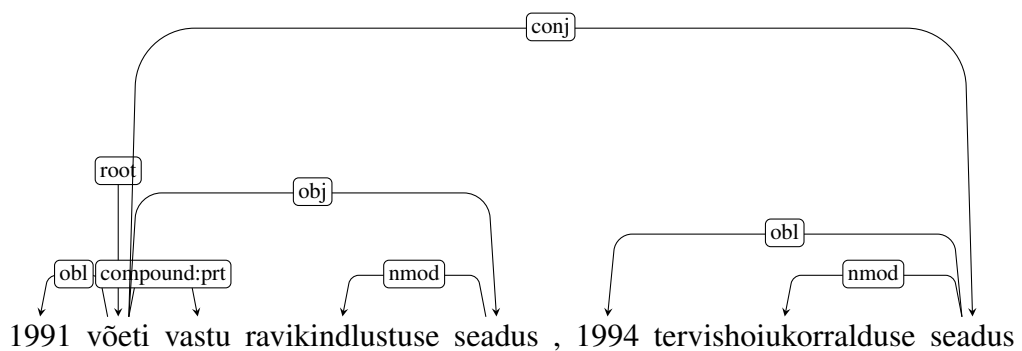 conj
root
obj
obl
obl compound:prt nmod nmod
1991 võeti vastu ravikindlustuse seadus , 1994 tervishoiukorralduse seadus